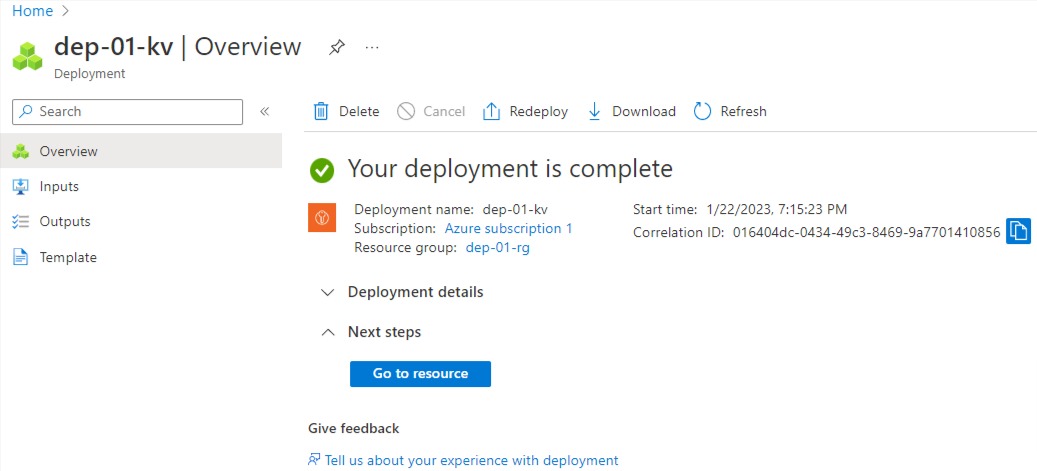 Home >
dep-01-kv | Overview ...
Deployment
Search «
Delete Cancel Redeploy Download Refresh
Overview
Inputs
Outputs
Template
Your deployment is complete
Deployment name: dep-01-kv
Subscription: Azure subscription 1
Resource group: dep-01-rg
Start time: 1/22/2023, 7:15:23 PM
Correlation ID: 016404dc-0434-49c3-8469-9a7701410856
Deployment details
Next steps
Go to resource
Give feedback
Tell us about your experience with deployment